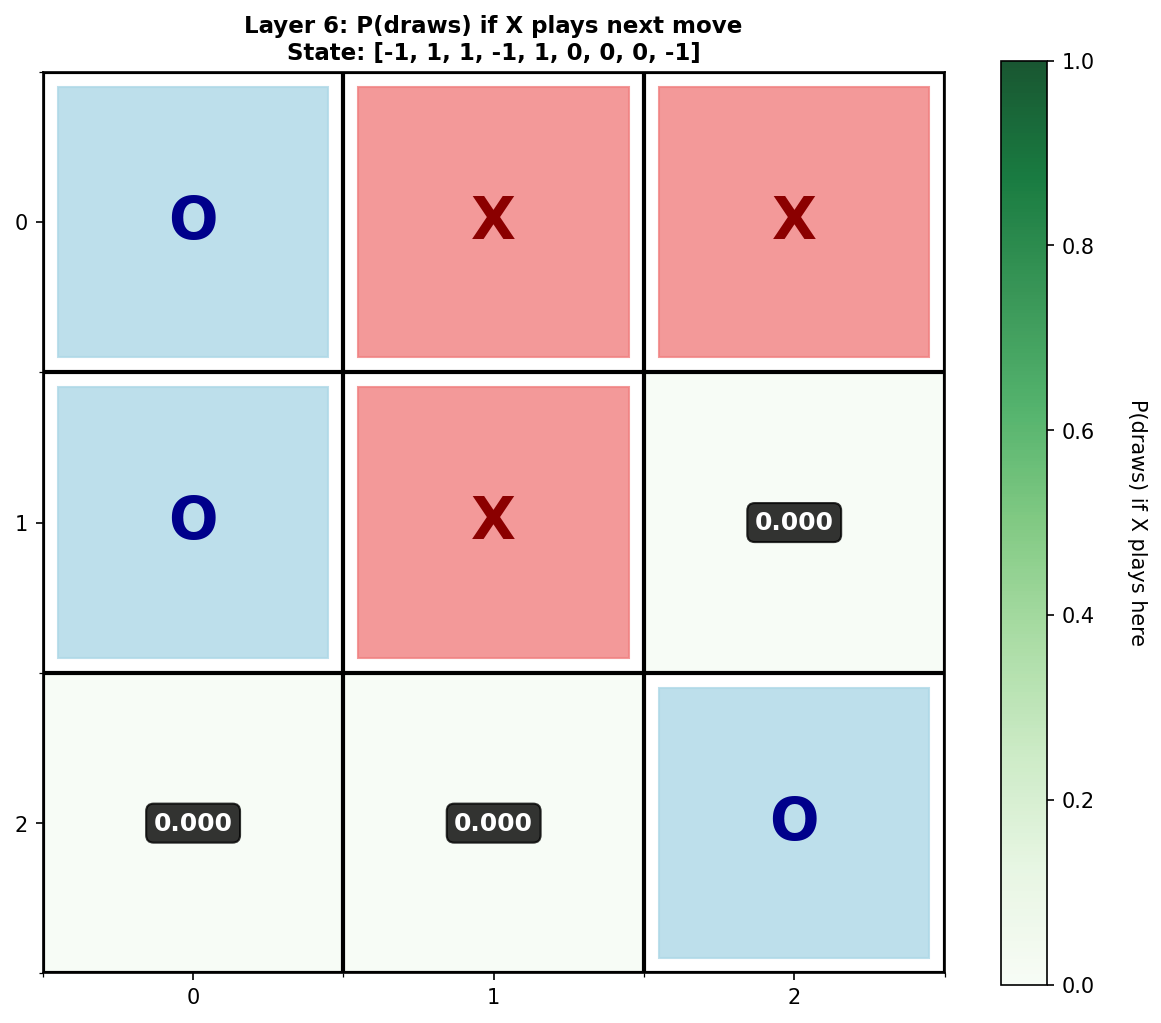 Layer 6: P(draws) if X plays next move
State: [-1, 1, 1, -1, 1, 0, 0, 0, -1]
1.0
0.8
0.6
0.4
0.2
0.0
P(draws) if X plays here
0
O
X
X
1
O
X
0.000
2
0.000
0.000
O
0
1
2